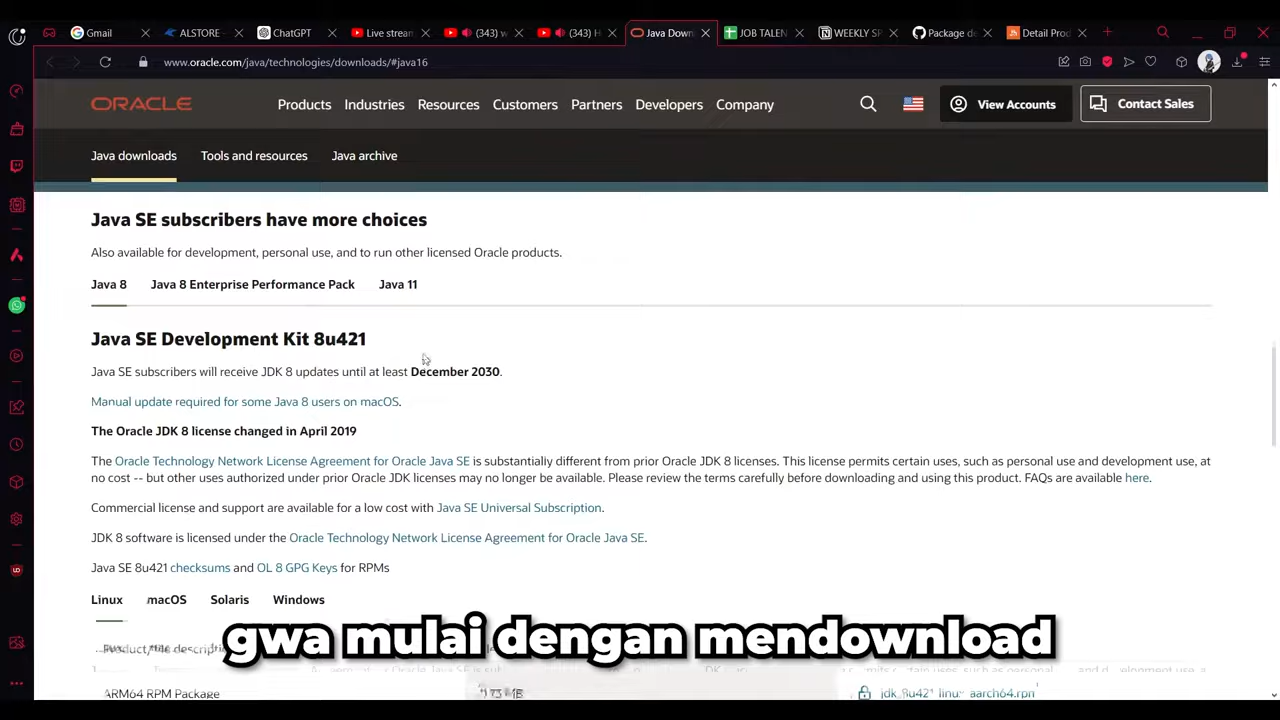 Gmail
ALSTORE -
ChatGPT
Live stream
(343) w
(343) H
Java Down
JOB TALEN
WEEKLY SP
Package de
Detail Prod
www.oracle.com/java/technologies/downloads/#java16
ORACLE
Products
Industries
Resources
Customers
Partners
Developers
Company
View Accounts
Contact Sales
Java downloads
Tools and resources
Java archive
Java SE subscribers have more choices
Also available for development, personal use, and to run other licensed Oracle products.
Java 8
Java 8 Enterprise Performance Pack
Java 11
Java SE Development Kit 8u421
Java SE subscribers will receive JDK 8 updates until at least December 2030.
Manual update required for some Java 8 users on macOS.
The Oracle JDK 8 license changed in April 2019
The Oracle Technology Network License Agreement for Oracle Java SE is substantially different from prior Oracle JDK 8 licenses. This license permits certain uses, such as personal use and development use, at
no cost -- but other uses authorized under prior Oracle JDK licenses may no longer be available. Please review the terms carefully before downloading and using this product. FAQs are available here.
Commercial license and support are available for a low cost with Java SE Universal Subscription.
JDK 8 software is licensed under the Oracle Technology Network License Agreement for Oracle Java SE.
Java SE 8u421 checksums and OL 8 GPG Keys for RPMs
Linux
macOS
Solaris
Windows
gwa mulai dengan mendownload
Product/file descripti
ARM64 RPM Package
jdk 8u421 linux aarch64.rpm